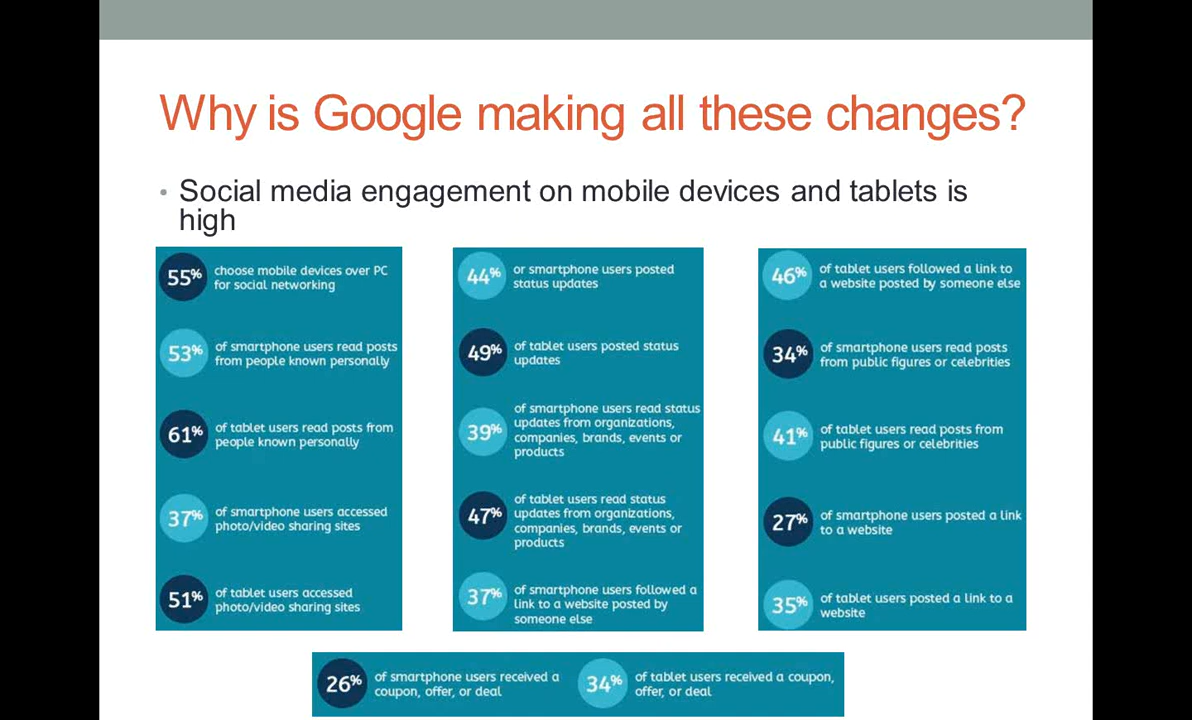 Why is Google making all these changes?
• Social media engagement on mobile devices and tablets is
high
55% choose mobile devices over PC
for social networking
53% of smartphone users read posts
from people known personally
61% of tablet users read posts from
people known personally
37% of smartphone users accessed
photo/video sharing sites
51% of tablet users accessed
photo/video sharing sites
44% or smartphone users posted
status updates
49% of tablet users posted status
updates
39% of smartphone users read status
updates from organizations,
companies, brands, events or
products
47% of tablet users read status
updates from organizations,
companies, brands, events or
products
37% of smartphone users followed a
link to a website posted by
someone else
46% of tablet users followed a link to
a website posted by someone else
34% of smartphone users read posts
from public figures or celebrities
41% of tablet users read posts from
public figures or celebrities
27% of smartphone users posted a link
to a website
35% of tablet users posted a link to a
website
26% of smartphone users received a
coupon, offer, or deal
34% of tablet users received a coupon,
offer, or deal